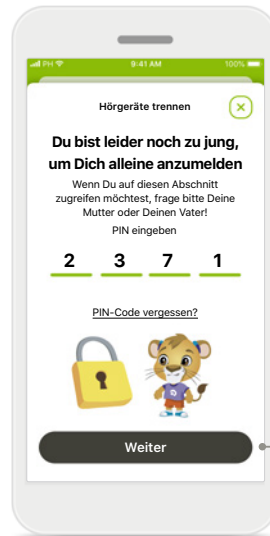 PH 9:41 AM 100%
Hörgeräte trennen
Du bist leider noch zu jung,
um Dich alleine anzumelden
Wenn Du auf diesen Abschnitt
zugreifen möchtest, frage bitte Deine
Mutter oder Deinen Vater!
PIN eingeben
2 3 7 1
PIN-Code vergessen?
Weiter